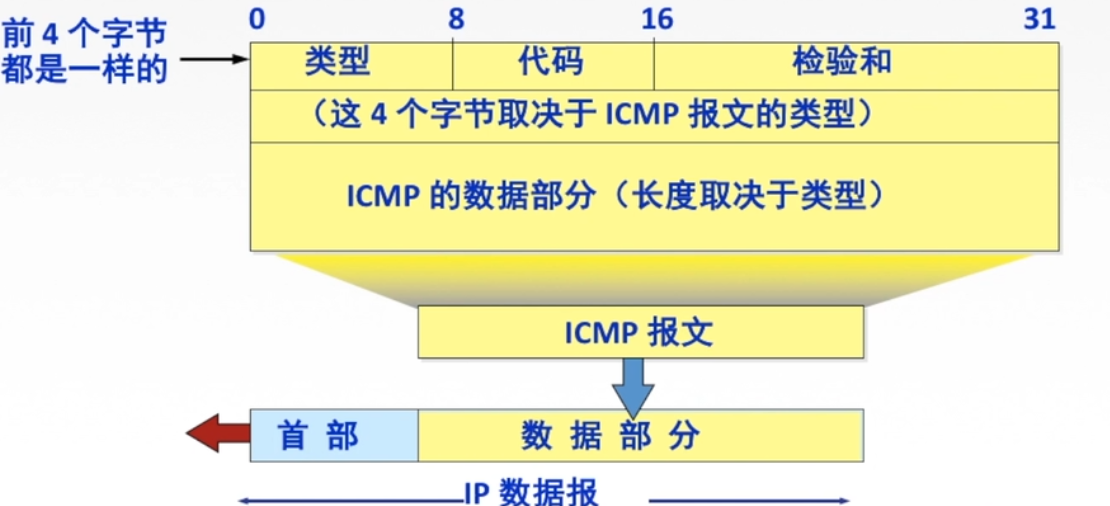 0 8 16 31
前 4 个字节
都是一样的
类型 代码 检验和
（这 4 个字节取决于 ICMP 报文的类型）
ICMP 的数据部分（长度取决于类型）
ICMP 报文
首 部 数 据 部 分
IP 数据报